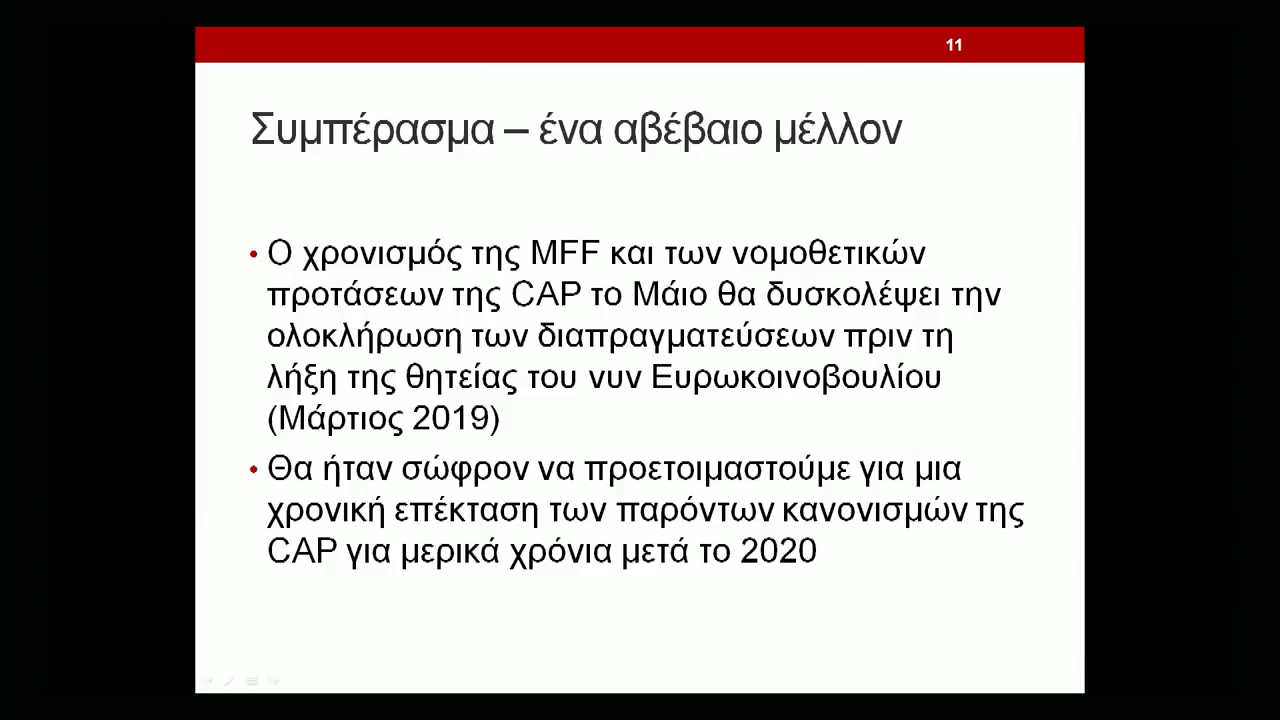 11
Συμπέρασμα – ένα αβέβαιο μέλλον
• Ο χρονισμός της MFF και των νομοθετικών
προτάσεων της CAP το Μάιο θα δυσκολέψει την
ολοκλήρωση των διαπραγματεύσεων πριν τη
λήξη της θητείας του νυν Ευρωκοινοβουλίου
(Μάρτιος 2019)
• Θα ήταν σώφρον να προετοιμαστούμε για μια
χρονική επέκταση των παρόντων κανονισμών της
CAP για μερικά χρόνια μετά το 2020